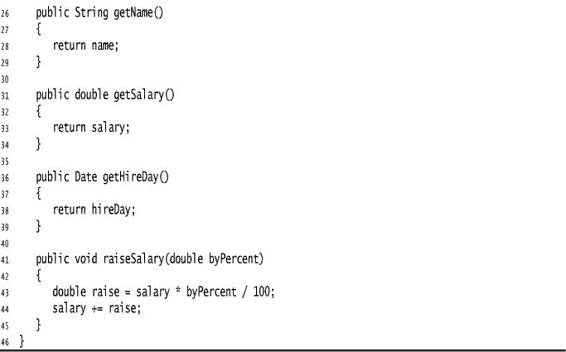 26 public String getName()
27 {
28 return name;
29 }
30
31 public double getSalary()
32 {
33 return salary;
34 }
35
36 public Date getHireDay()
37 {
38 return hireDay;
39 }
40
41 public void raiseSalary(double byPercent)
42 {
43 double raise = salary * byPercent / 100;
44 salary += raise;
45 }
46 }